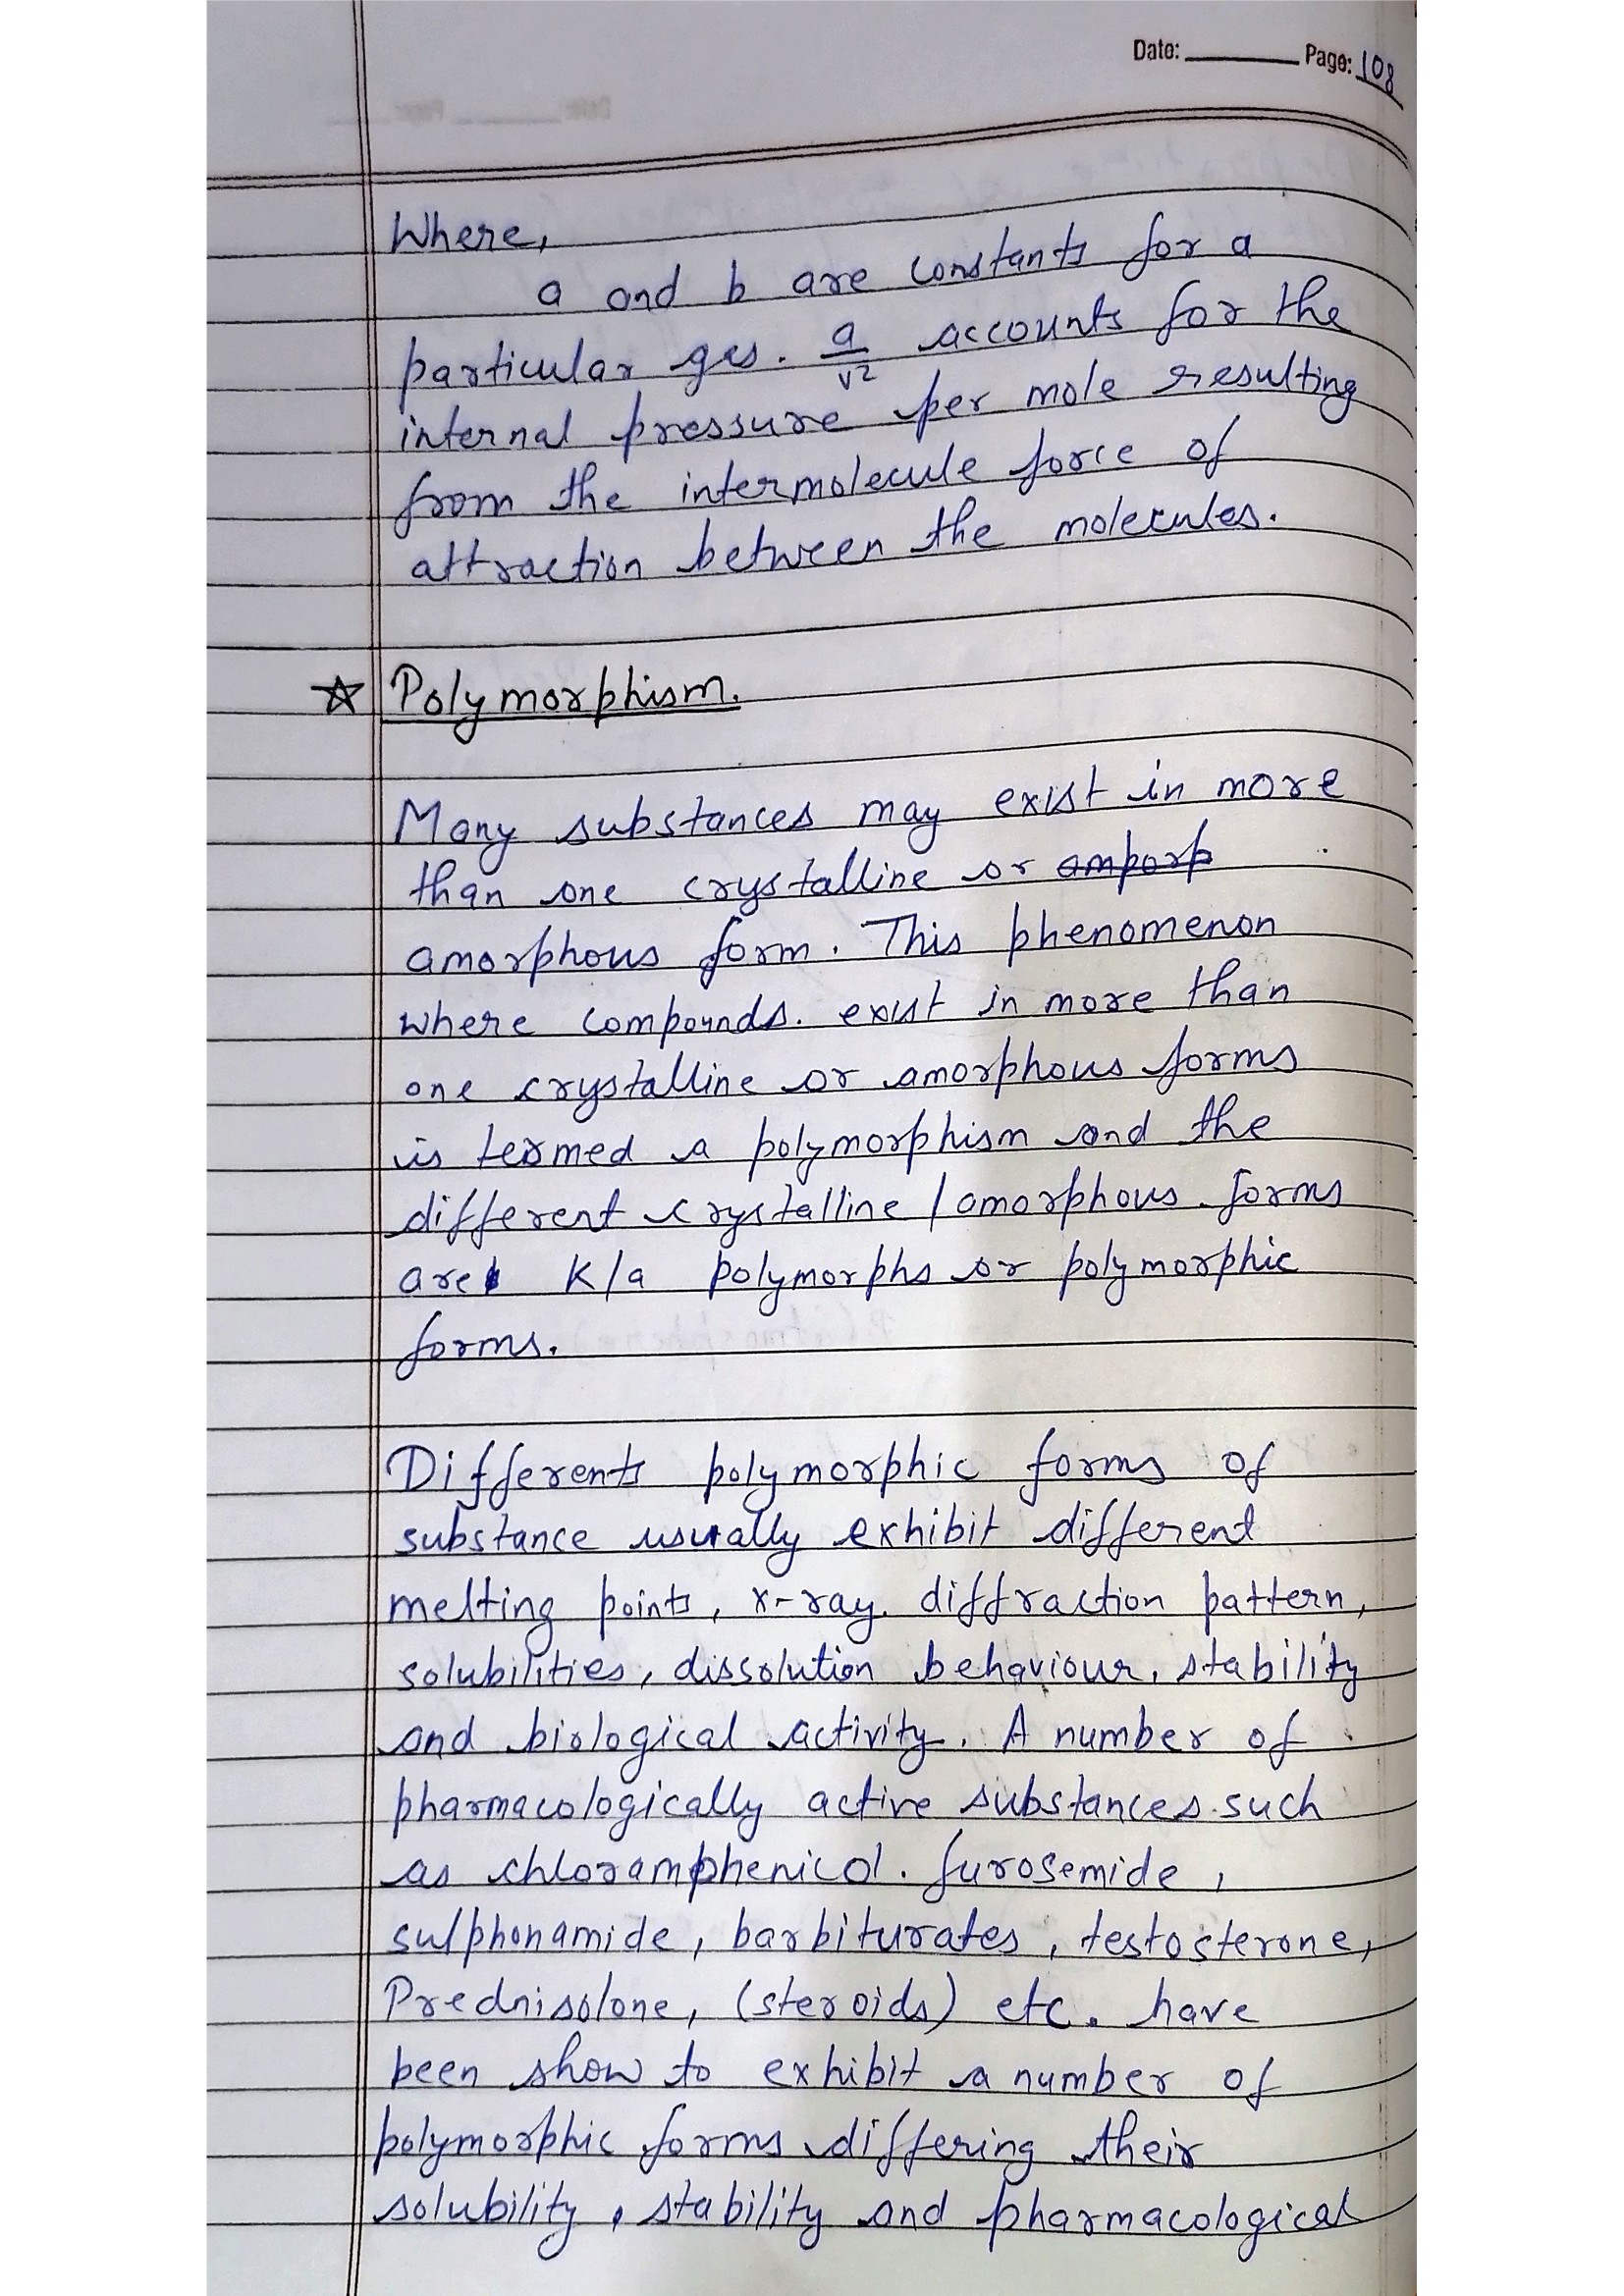 Date: ________ Page: 108
Where,
a and b are constants for a
particular gas. a/v² accounts for the
internal pressure per mole resulting
from the intermolecule force of
attraction between the molecules.
☆ Polymorphism.
Many substances may exist in more
than one crystalline or ~~amporp~~
amorphous form. This phenomenon
where compounds. exist in more than
one crystalline or amorphous forms
is termed a polymorphism and the
different crystalline / amorphous forms
are k/a polymorphs or polymorphic
forms.
Differents polymorphic forms of
substance usually exhibit different
melting points, x-ray. diffraction pattern,
solubilities, dissolution behaviour, stability
and biological activity. A number of
pharmacologically active substances such
as chloramphenicol. furosemide,
sulphonamide, barbiturates, testosterone,
Prednisolone, (steroids) etc. have
been show to exhibit a number of
polymorphic forms differing their
solubility, stability and pharmacological